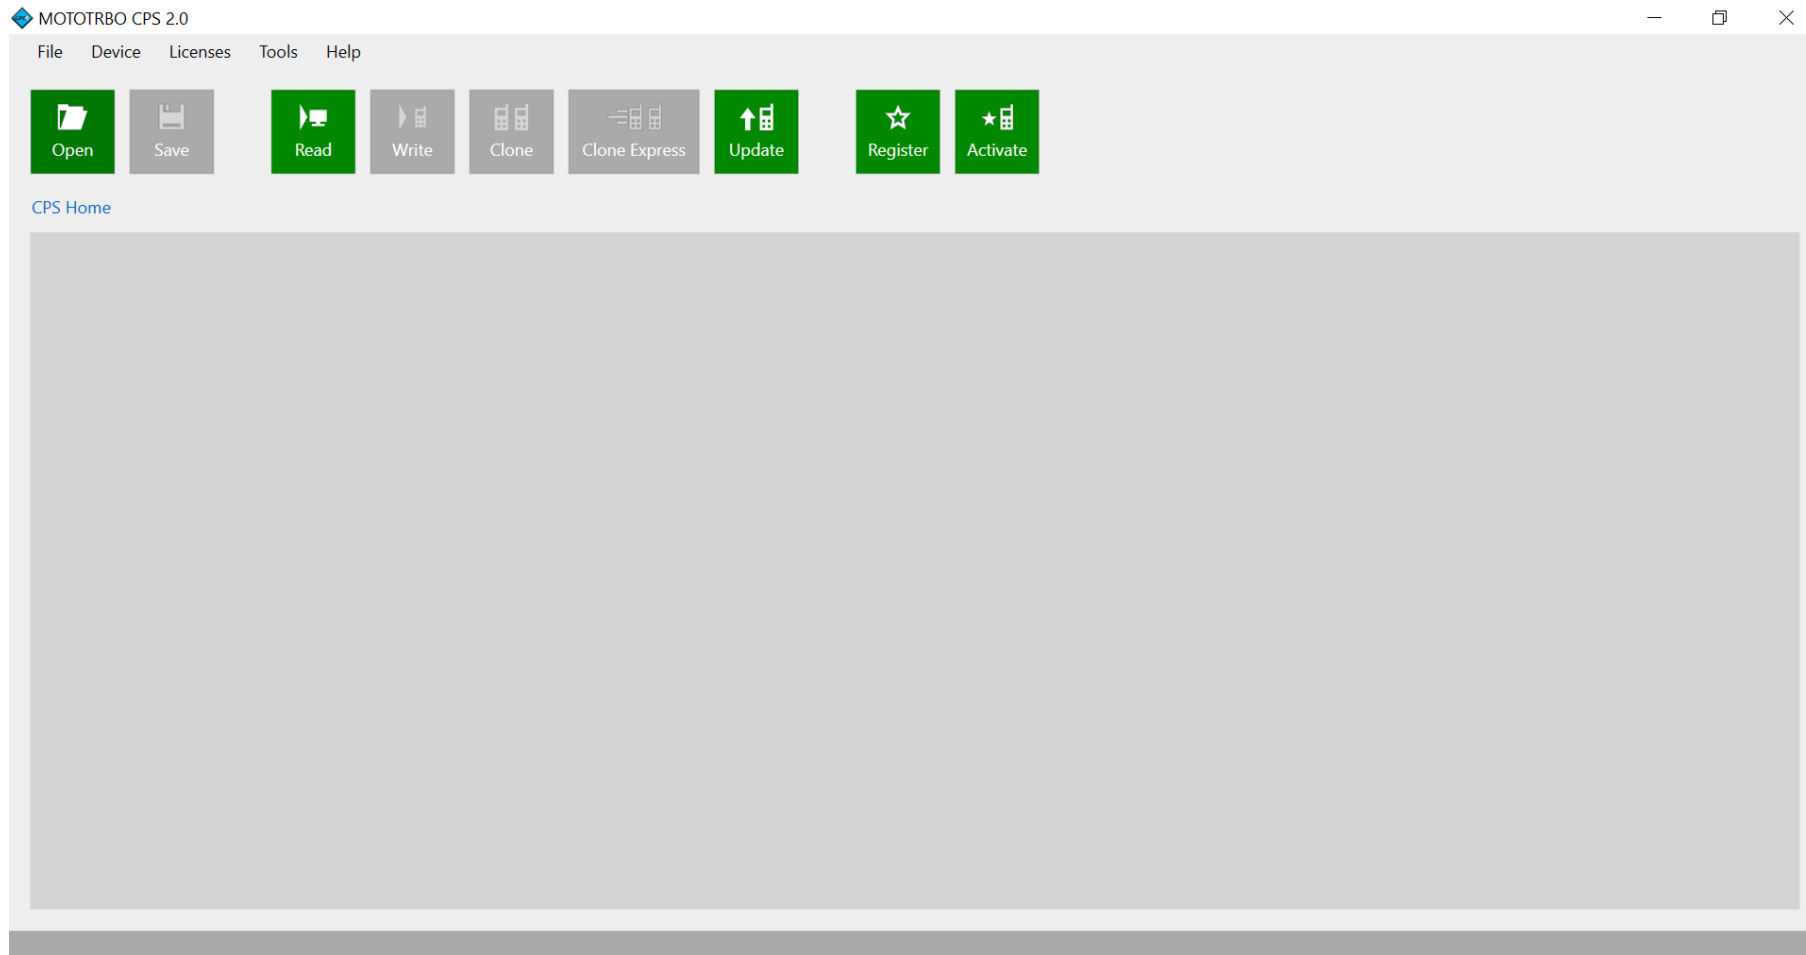 MOTOTRBO CPS 2.0
File Device Licenses Tools Help
Open Save Read Write Clone Clone Express Update Register Activate
CPS Home